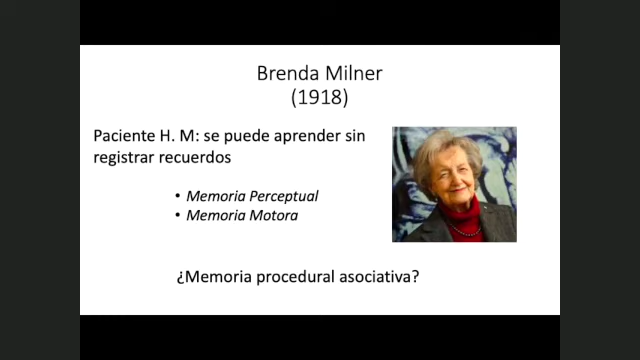 Brenda Milner
(1918)
Paciente H. M: se puede aprender sin
registrar recuerdos
• Memoria Perceptual
• Memoria Motora
¿Memoria procedural asociativa?